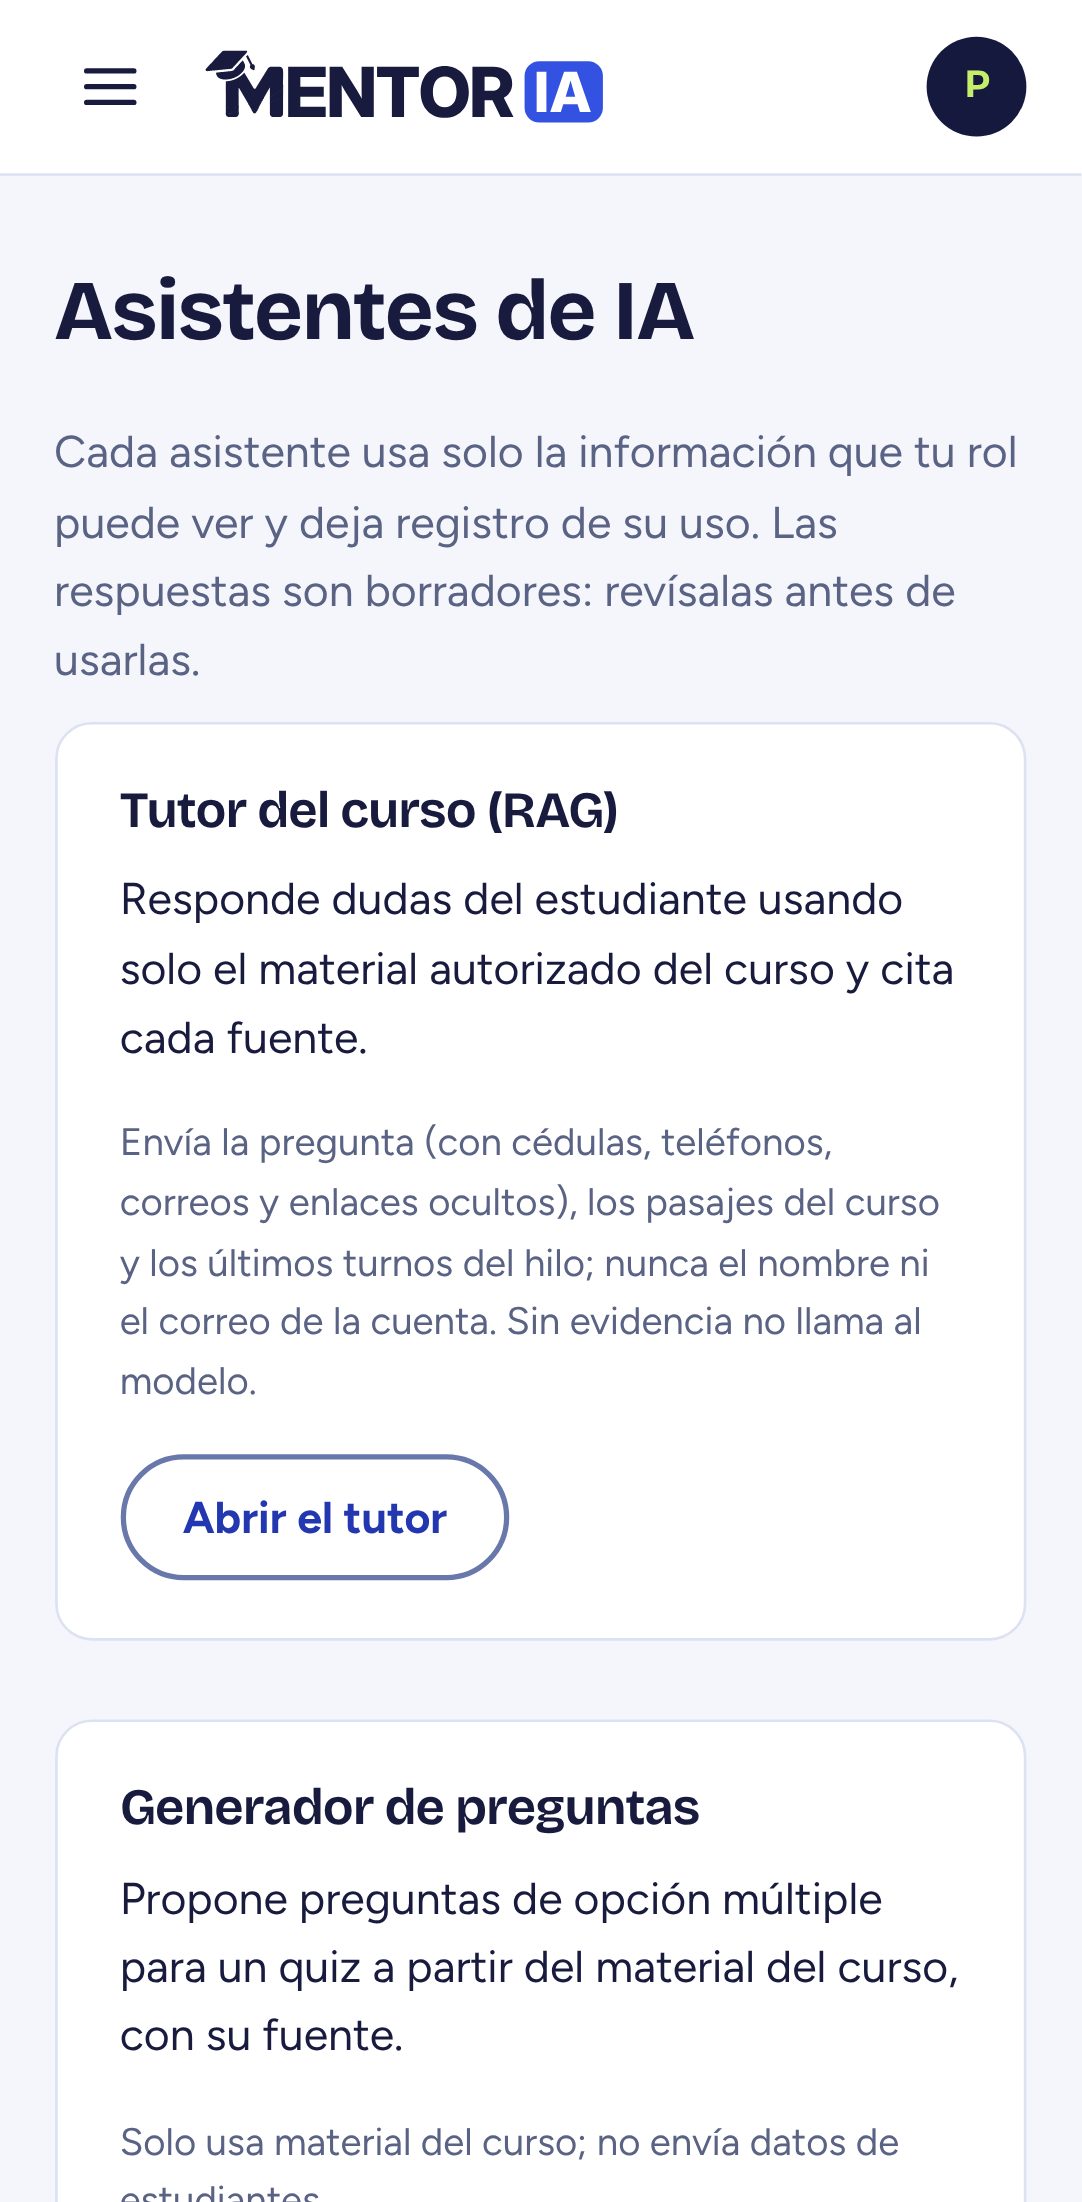 MENTOR IA
P
Asistentes de IA
Cada asistente usa solo la información que tu rol
puede ver y deja registro de su uso. Las
respuestas son borradores: revísalas antes de
usarlas.
Tutor del curso (RAG)
Responde dudas del estudiante usando
solo el material autorizado del curso y cita
cada fuente.
Envía la pregunta (con cédulas, teléfonos,
correos y enlaces ocultos), los pasajes del curso
y los últimos turnos del hilo; nunca el nombre ni
el correo de la cuenta. Sin evidencia no llama al
modelo.
Abrir el tutor
Generador de preguntas
Propone preguntas de opción múltiple
para un quiz a partir del material del curso,
con su fuente.
Solo usa material del curso; no envía datos de
estudiantes.